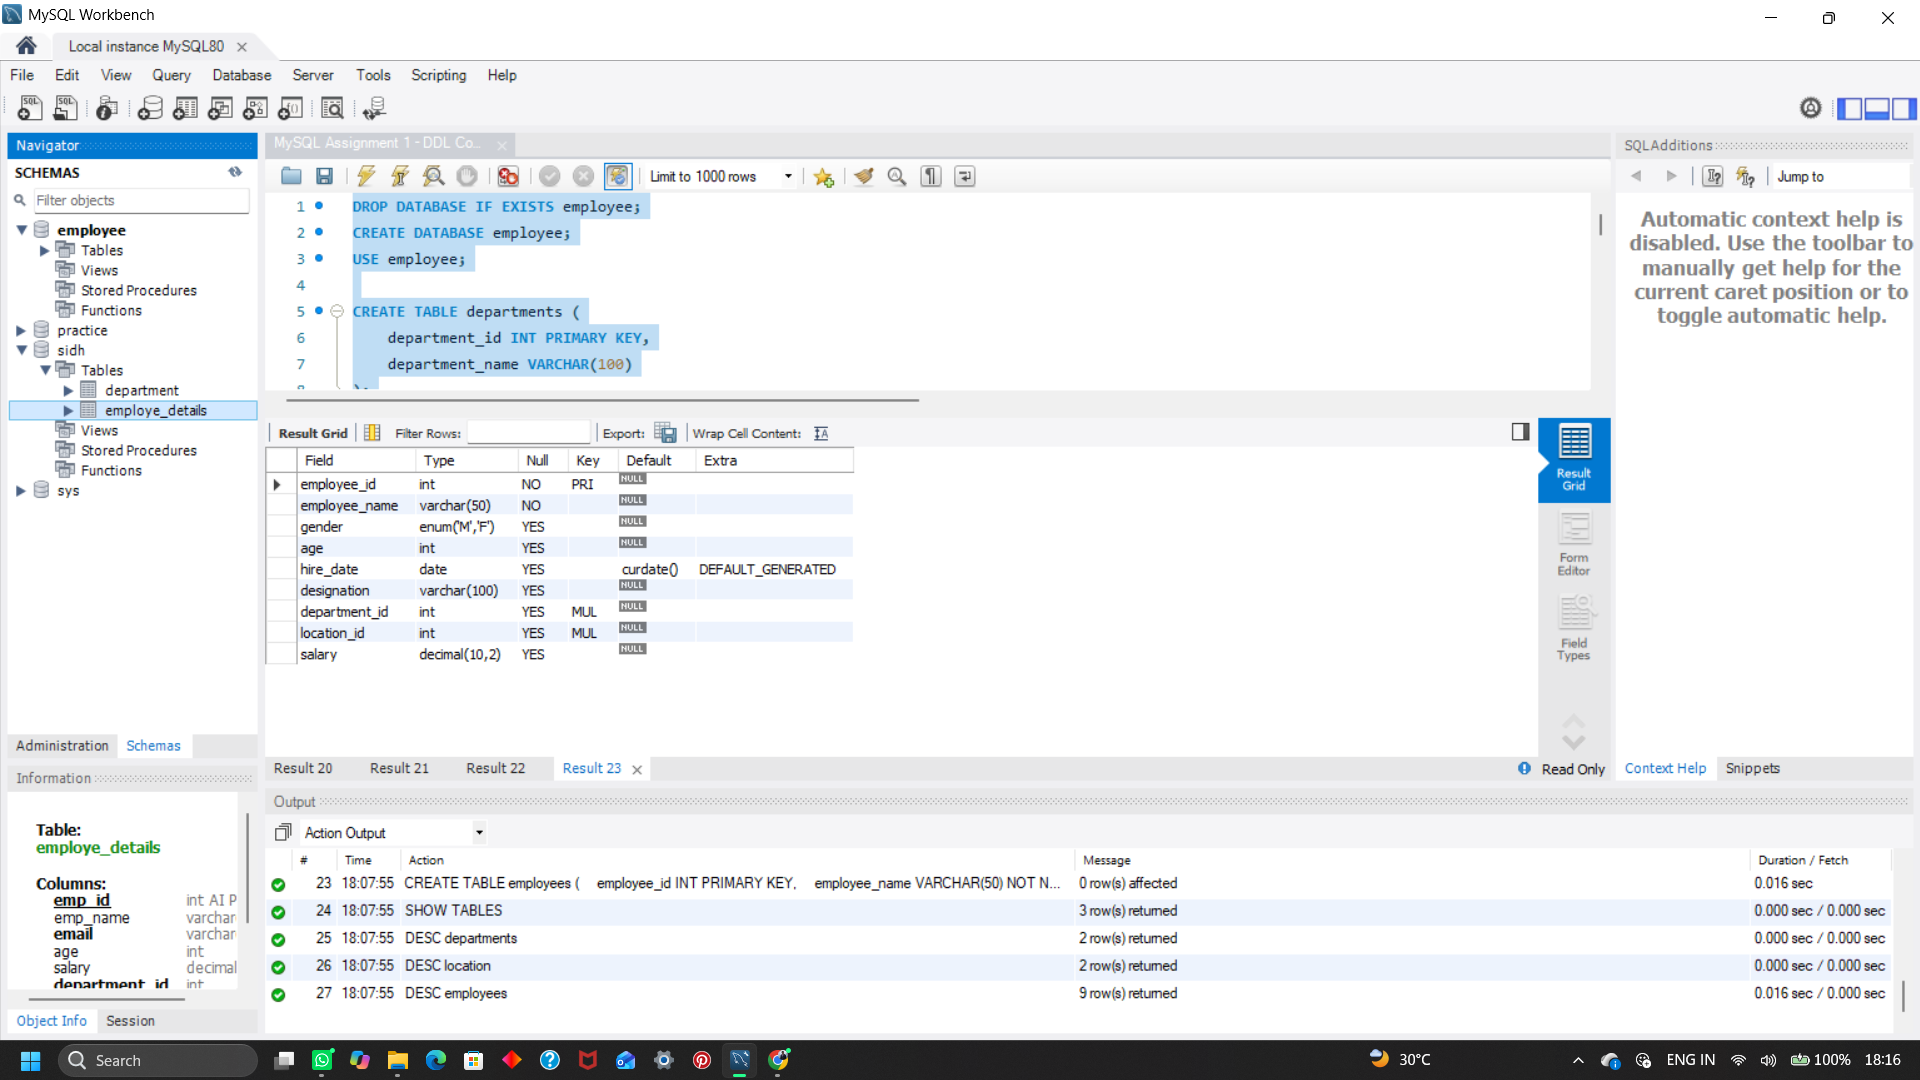 MySQL Workbench
Local instance MySQL80
File Edit View Query Database Server Tools Scripting Help
Navigator
SCHEMAS
Filter objects
employee
Tables
Views
Stored Procedures
Functions
practice
sidh
Tables
department
employe_details
Views
Stored Procedures
Functions
sys
Administration Schemas
Information
Table:
employe_details
Columns:
emp_id int AI P
emp_name varchar
email varchar
age int
salary decimal
department_id int
Object Info Session
MySQL Assignment 1 - DDL Co...
Limit to 1000 rows
1 DROP DATABASE IF EXISTS employee;
2 CREATE DATABASE employee;
3 USE employee;
4
5 CREATE TABLE departments (
6 department_id INT PRIMARY KEY,
7 department_name VARCHAR(100)
8 );
Result Grid Filter Rows: Export: Wrap Cell Content:
Field Type Null Key Default Extra
employee_id int NO PRI NULL
employee_name varchar(50) NO NULL
gender enum('M','F') YES NULL
age int YES NULL
hire_date date YES curdate() DEFAULT_GENERATED
designation varchar(100) YES NULL
department_id int YES MUL NULL
location_id int YES MUL NULL
salary decimal(10,2) YES NULL
Result Grid
Form Editor
Field Types
Result 20 Result 21 Result 22 Result 23
Read Only
SQLAdditions
Jump to
Automatic context help is
disabled. Use the toolbar to
manually get help for the
current caret position or to
toggle automatic help.
Context Help Snippets
Output
Action Output
# Time Action Message Duration / Fetch
23 18:07:55 CREATE TABLE employees ( employee_id INT PRIMARY KEY, employee_name VARCHAR(50) NOT N... 0 row(s) affected 0.016 sec
24 18:07:55 SHOW TABLES 3 row(s) returned 0.000 sec / 0.000 sec
25 18:07:55 DESC departments 2 row(s) returned 0.000 sec / 0.000 sec
26 18:07:55 DESC location 2 row(s) returned 0.000 sec / 0.000 sec
27 18:07:55 DESC employees 9 row(s) returned 0.016 sec / 0.000 sec
Search
30°C
ENG IN
100%
18:16